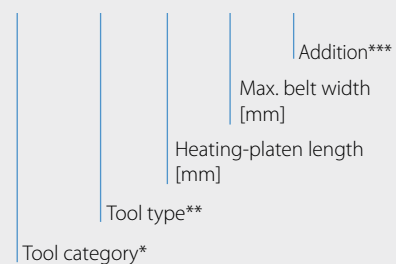 Addition***
Max. belt width
[mm]
Heating-platen length
[mm]
Tool type**
Tool category*